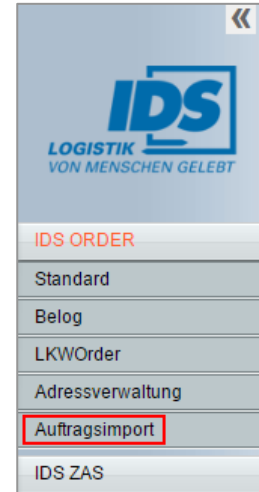 «
IDS
LOGISTIK
VON MENSCHEN GELEBT
IDS ORDER
Standard
Belog
LKWOrder
Adressverwaltung
Auftragsimport
IDS ZAS